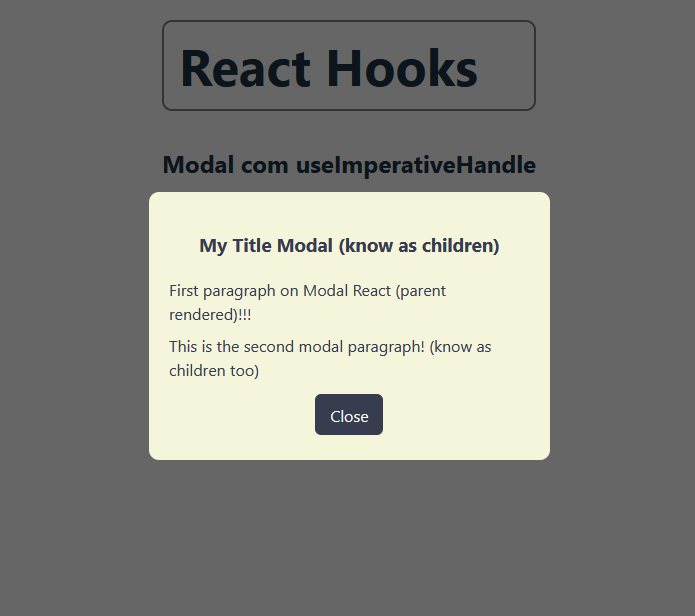 React Hooks
Modal com useImperativeHandle
My Title Modal (know as children)
First paragraph on Modal React (parent
rendered)!!!
This is the second modal paragraph! (know as
children too)
Close